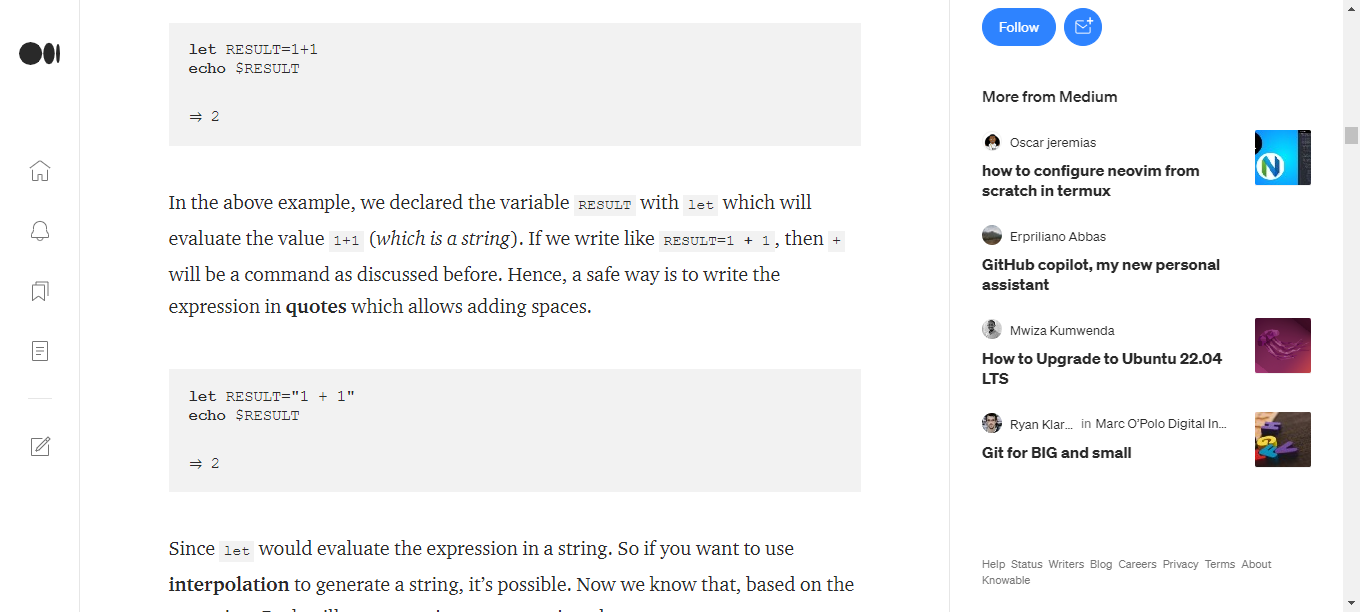 let RESULT=1+1
echo $RESULT
⇒ 2
In the above example, we declared the variable RESULT with let which will
evaluate the value 1+1 (which is a string). If we write like RESULT=1 + 1, then +
will be a command as discussed before. Hence, a safe way is to write the
expression in quotes which allows adding spaces.
let RESULT="1 + 1"
echo $RESULT
⇒ 2
Since let would evaluate the expression in a string. So if you want to use
interpolation to generate a string, it's possible. Now we know that, based on the
Follow
More from Medium
Oscar jeremias
how to configure neovim from
scratch in termux
Erpriliano Abbas
GitHub copilot, my new personal
assistant
Mwiza Kumwenda
How to Upgrade to Ubuntu 22.04
LTS
Ryan Klar... in Marc O'Polo Digital In...
Git for BIG and small
Help Status Writers Blog Careers Privacy Terms About
Knowable